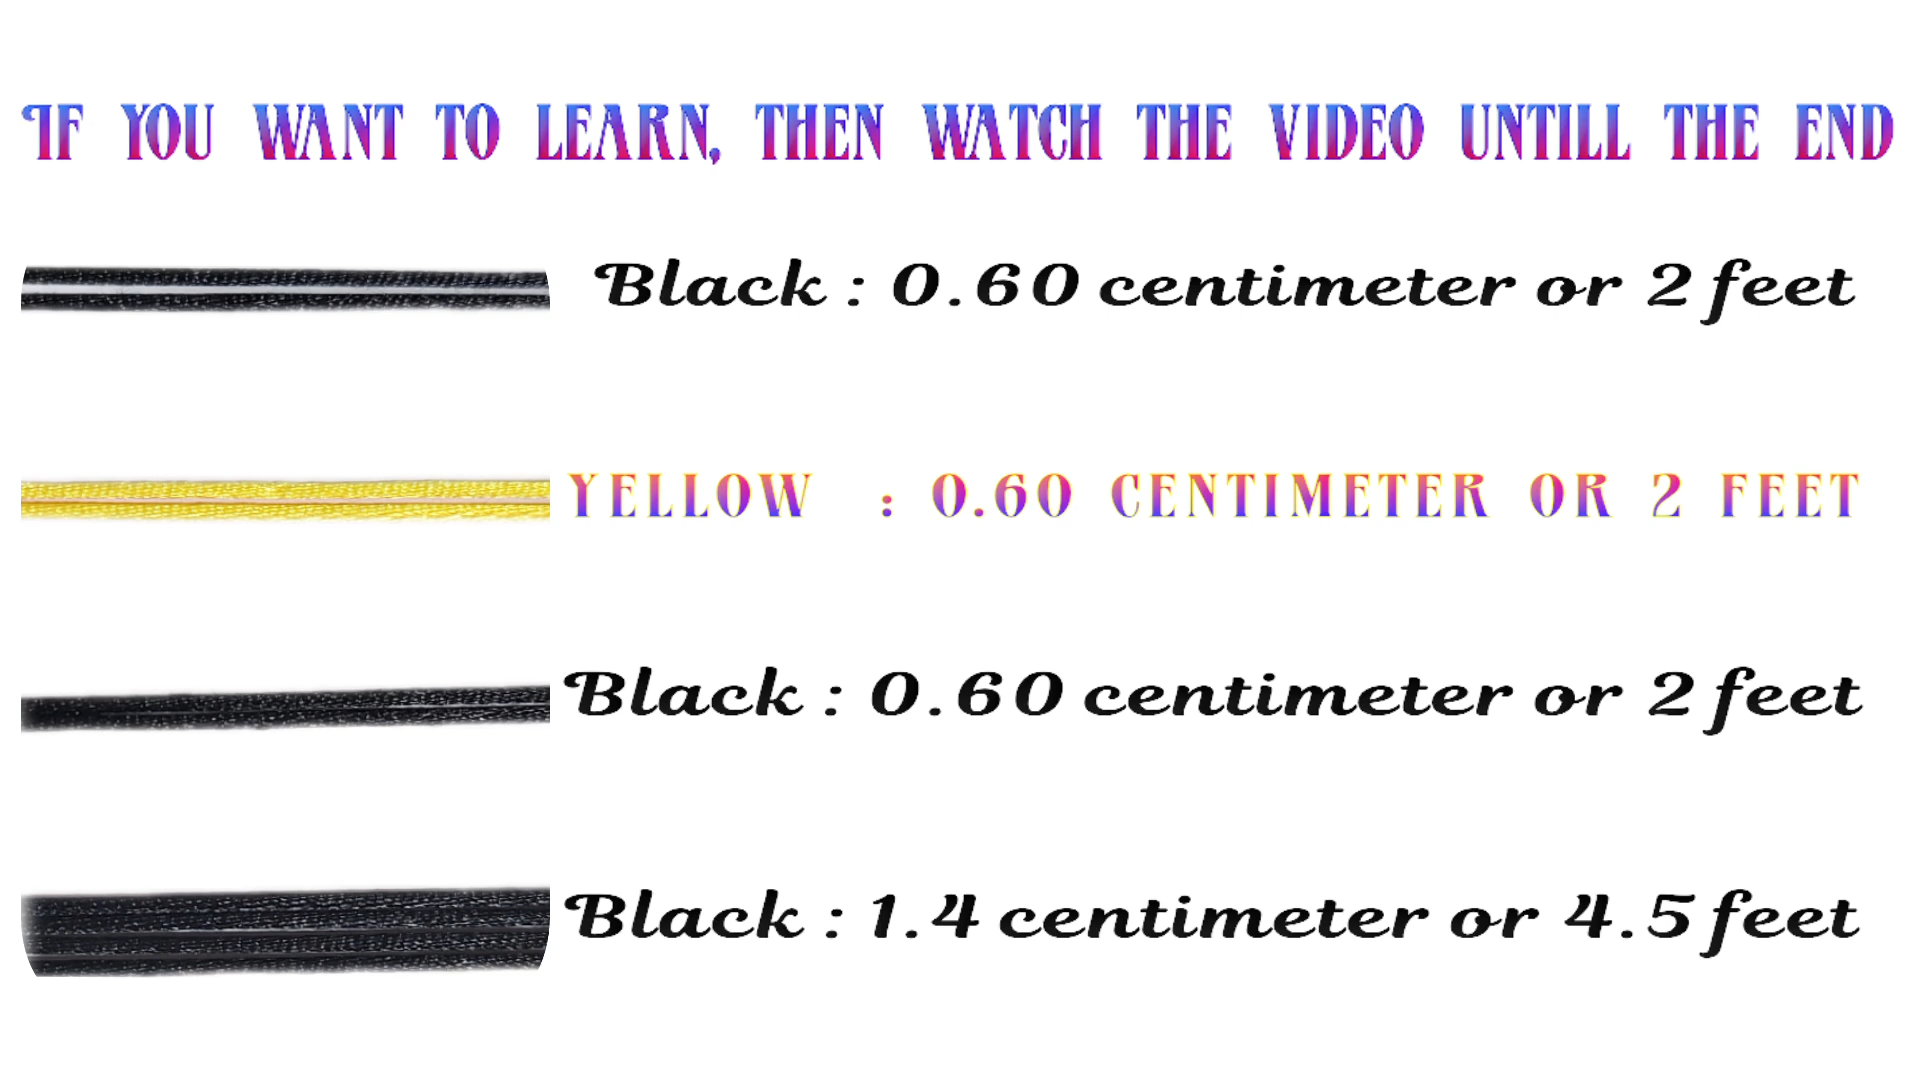 IF YOU WANT TO LEARN, THEN WATCH THE VIDEO UNTILL THE END
Black : 0.60 centimeter or 2 feet
YELLOW : 0.60 CENTIMETER OR 2 FEET
Black : 0.60 centimeter or 2 feet
Black : 1.4 centimeter or 4.5 feet